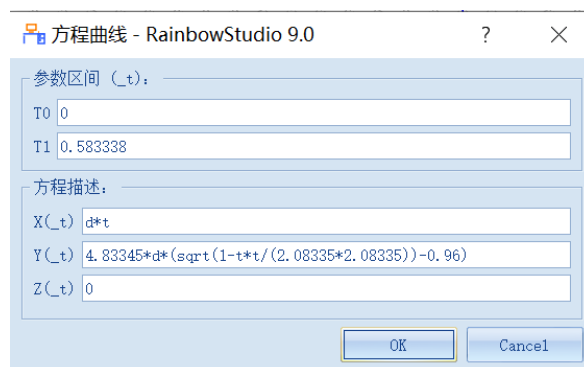 方程曲线 - RainbowStudio 9.0 ?
参数区间 (_t):
T0 0
T1 0.583338
方程描述:
X(_t) d*t
Y(_t) 4.83345*d*(sqrt(1-t*t/(2.08335*2.08335))-0.96)
Z(_t) 0
OK Cancel